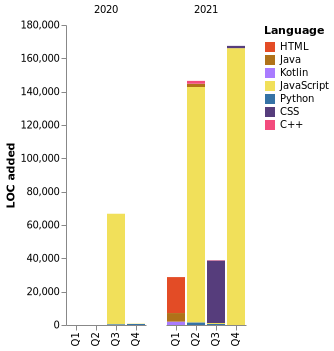 2020 2021
Language
HTML
Java
Kotlin
JavaScript
Python
CSS
C++
LOC added
180,000
160,000
140,000
120,000
100,000
80,000
60,000
40,000
20,000
0
Q1 Q2 Q3 Q4 Q1 Q2 Q3 Q4